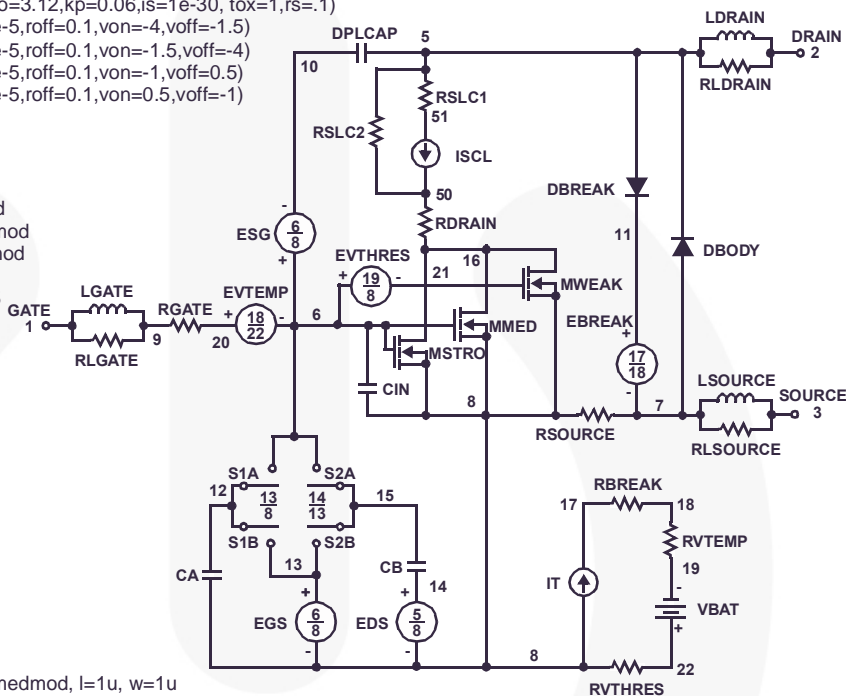 o=3.12,kp=0.06,is=1e-30, tox=1,rs=.1)
e-5,roff=0.1,von=-4,voff=-1.5)
e-5,roff=0.1,von=-1.5,voff=-4)
e-5,roff=0.1,von=-1,voff=0.5)
e-5,roff=0.1,von=0.5,voff=-1)
d
mod
mod
DPLCAP
5
10
RSLC1
51
RSLC2
ISCL
50
RDRAIN
LDRAIN
DRAIN
2
RLDRAIN
DBREAK
11
DBODY
-
ESG
6
8
+
EVTHRES
+
19
8
-
21
16
MWEAK
LGATE
GATE
1
RLGATE
9
RGATE
20
EVTEMP
+
18
22
-
6
MMED
MSTRO
CIN
8
EBREAK
+
17
18
-
RSOURCE
7
LSOURCE
SOURCE
3
RLSOURCE
S1A
S2A
12
13
8
14
13
15
S1B
S2B
13
CA
CB
14
+
EGS
6
8
-
+
EDS
5
8
-
8
RBREAK
17
18
RVTEMP
19
IT
-
VBAT
+
22
RVTHRES
medmod, l=1u, w=1u